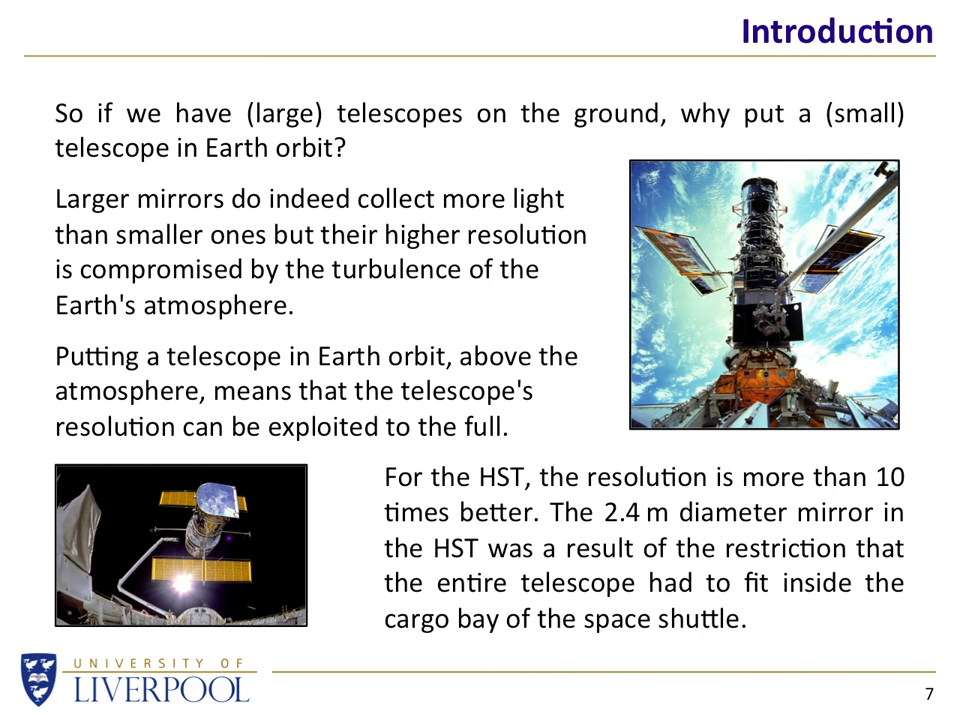 Introduction
So if we have (large) telescopes on the ground, why put a (small)
telescope in Earth orbit?
Larger mirrors do indeed collect more light
than smaller ones but their higher resolution
is compromised by the turbulence of the
Earth's atmosphere.
Putting a telescope in Earth orbit, above the
atmosphere, means that the telescope's
resolution can be exploited to the full.
For the HST, the resolution is more than 10
times better. The 2.4 m diameter mirror in
the HST was a result of the restriction that
the entire telescope had to fit inside the
cargo bay of the space shuttle.
UNIVERSITY OF
LIVERPOOL
7